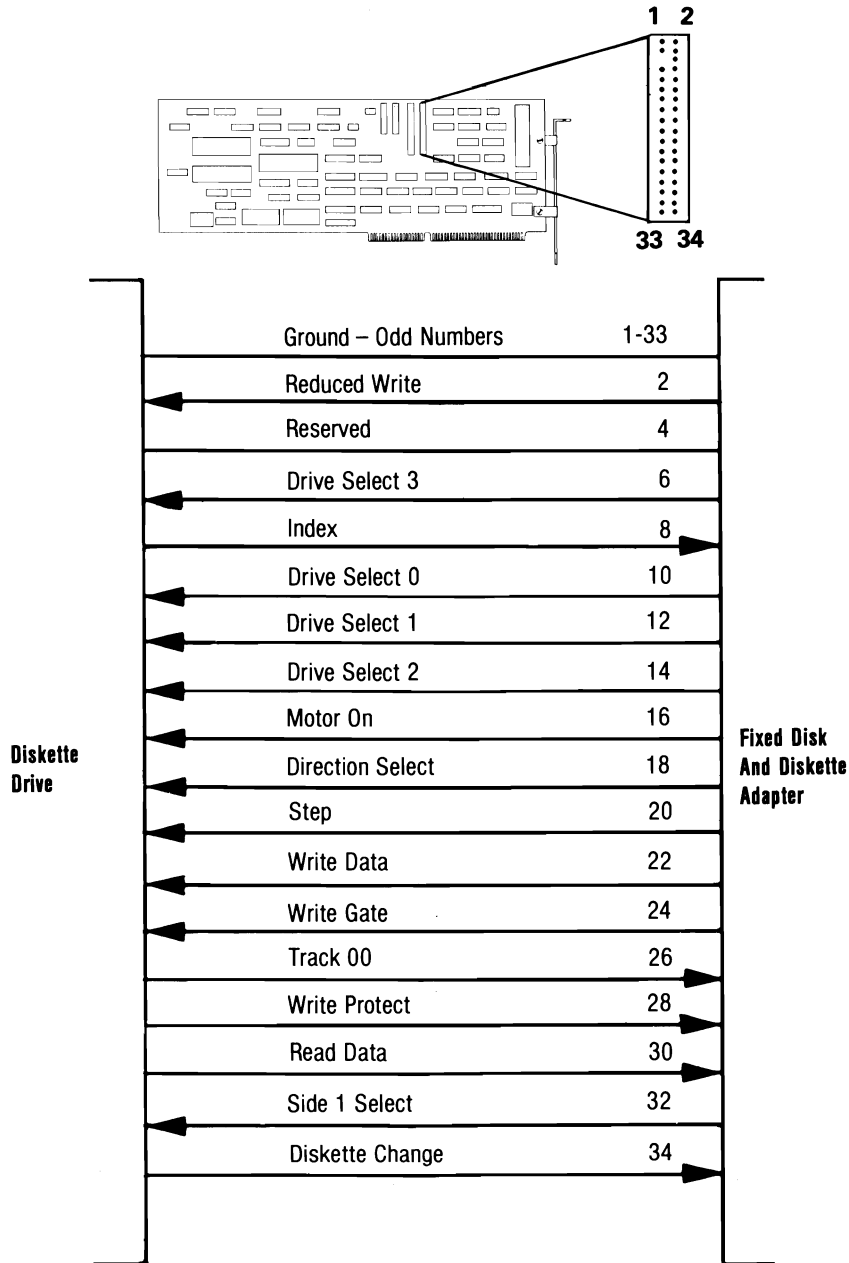 1 2
33 34
Ground – Odd Numbers 1-33
Reduced Write 2
Reserved 4
Drive Select 3 6
Index 8
Drive Select 0 10
Drive Select 1 12
Drive Select 2 14
Motor On 16
Direction Select 18
Step 20
Write Data 22
Write Gate 24
Track 00 26
Write Protect 28
Read Data 30
Side 1 Select 32
Diskette Change 34
Diskette
Drive
Fixed Disk
And Diskette
Adapter